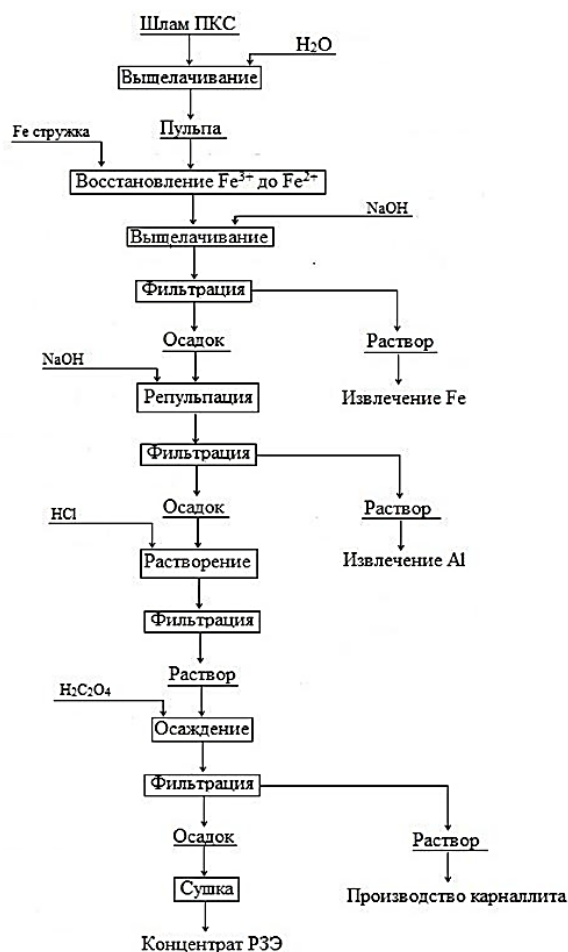 Шлам ПКС
H₂O
Выщелачивание
Пульпа
Fe стружка
Восстановление Fe³⁺ до Fe²⁺
NaOH
Выщелачивание
Фильтрация
Осадок
Раствор
NaOH
Извлечение Fe
Репульпация
Фильтрация
Осадок
Раствор
HCl
Извлечение Al
Растворение
Фильтрация
Раствор
H₂C₂O₄
Осаждение
Фильтрация
Осадок
Раствор
Сушка
Производство карналлита
Концентрат РЗЭ